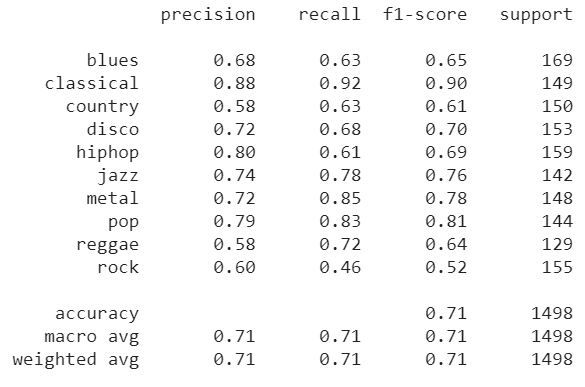 precision recall f1-score support
blues 0.68 0.63 0.65 169
classical 0.88 0.92 0.90 149
country 0.58 0.63 0.61 150
disco 0.72 0.68 0.70 153
hiphop 0.80 0.61 0.69 159
jazz 0.74 0.78 0.76 142
metal 0.72 0.85 0.78 148
pop 0.79 0.83 0.81 144
reggae 0.58 0.72 0.64 129
rock 0.60 0.46 0.52 155
accuracy 0.71 1498
macro avg 0.71 0.71 0.71 1498
weighted avg 0.71 0.71 0.71 1498